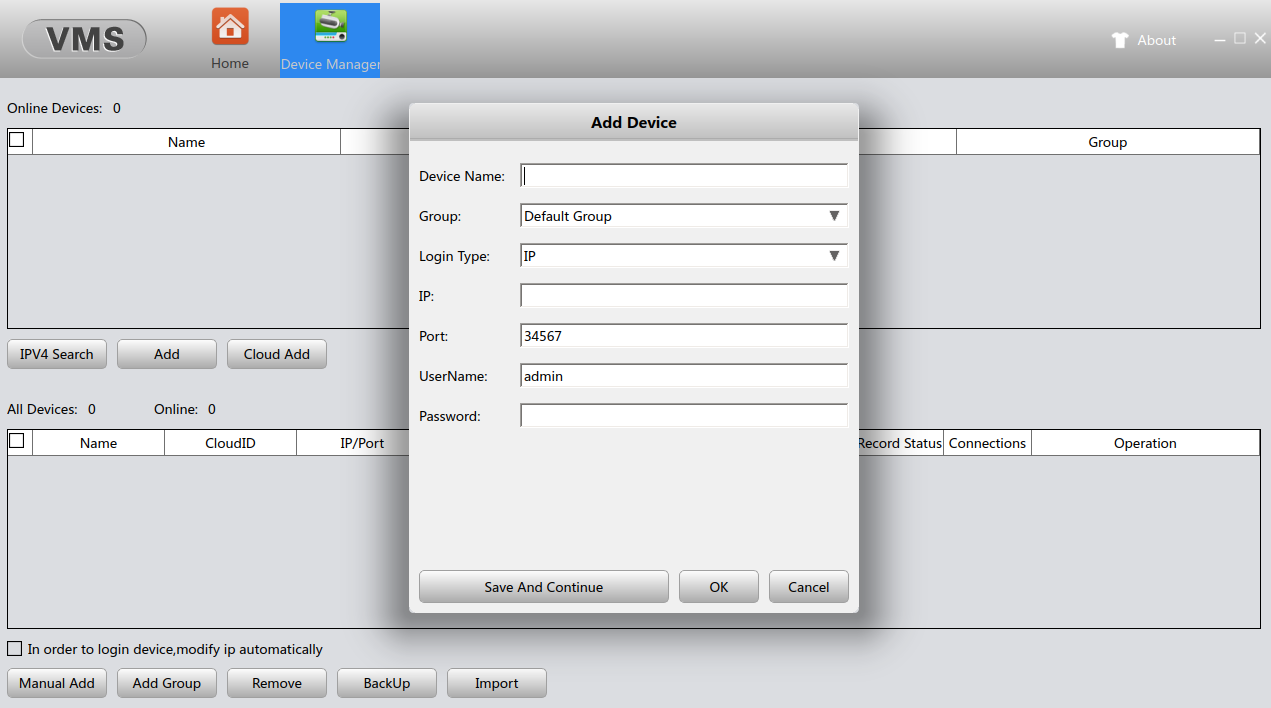 VMS
Home
Device Manager
About
Online Devices: 0
Name
Group
IPV4 Search
Add
Cloud Add
All Devices: 0
Online: 0
Name
CloudID
IP/Port
Record Status
Connections
Operation
In order to login device,modify ip automatically
Manual Add
Add Group
Remove
BackUp
Import
Add Device
Device Name:
Group: Default Group
Login Type: IP
IP:
Port: 34567
UserName: admin
Password:
Save And Continue
OK
Cancel